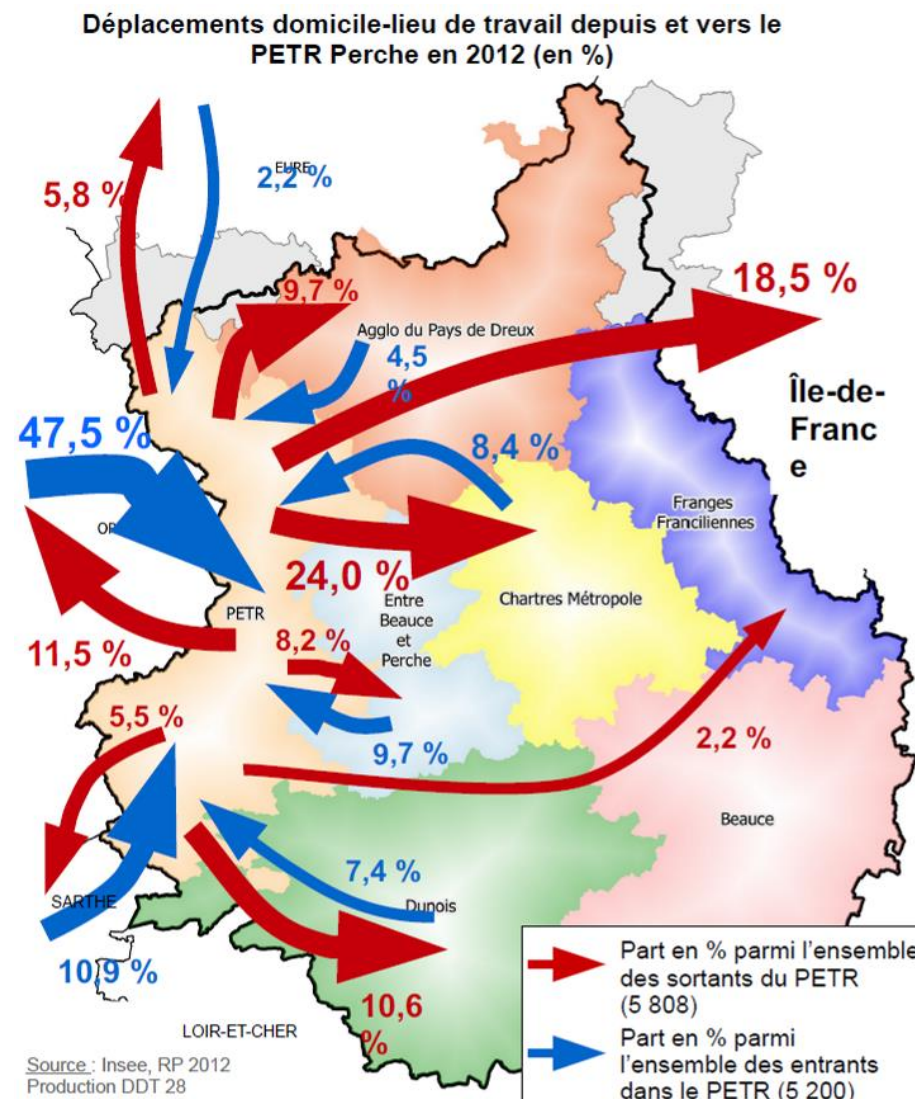 Déplacements domicile-lieu de travail depuis et vers le
PETR Perche en 2012 (en %)
EURE
2,2 %
5,8 %
18,5 %
9,7 %
Agglo du Pays de Dreux
4,5
%
Île-de-
Franc
e
47,5 %
8,4 %
Franges
Franciliennes
24,0 %
Chartres Métropole
Entre
Beauce
et
Perche
PETR
11,5 %
8,2 %
5,5 %
9,7 %
2,2 %
Beauce
7,4 %
Dunois
SARTHE
10,9 %
10,6
%
LOIR-ET-CHER
Part en % parmi l'ensemble
des sortants du PETR
(5 808)
Part en % parmi
l'ensemble des entrants
dans le PETR (5 200)
Source : Insee, RP 2012
Production DDT 28